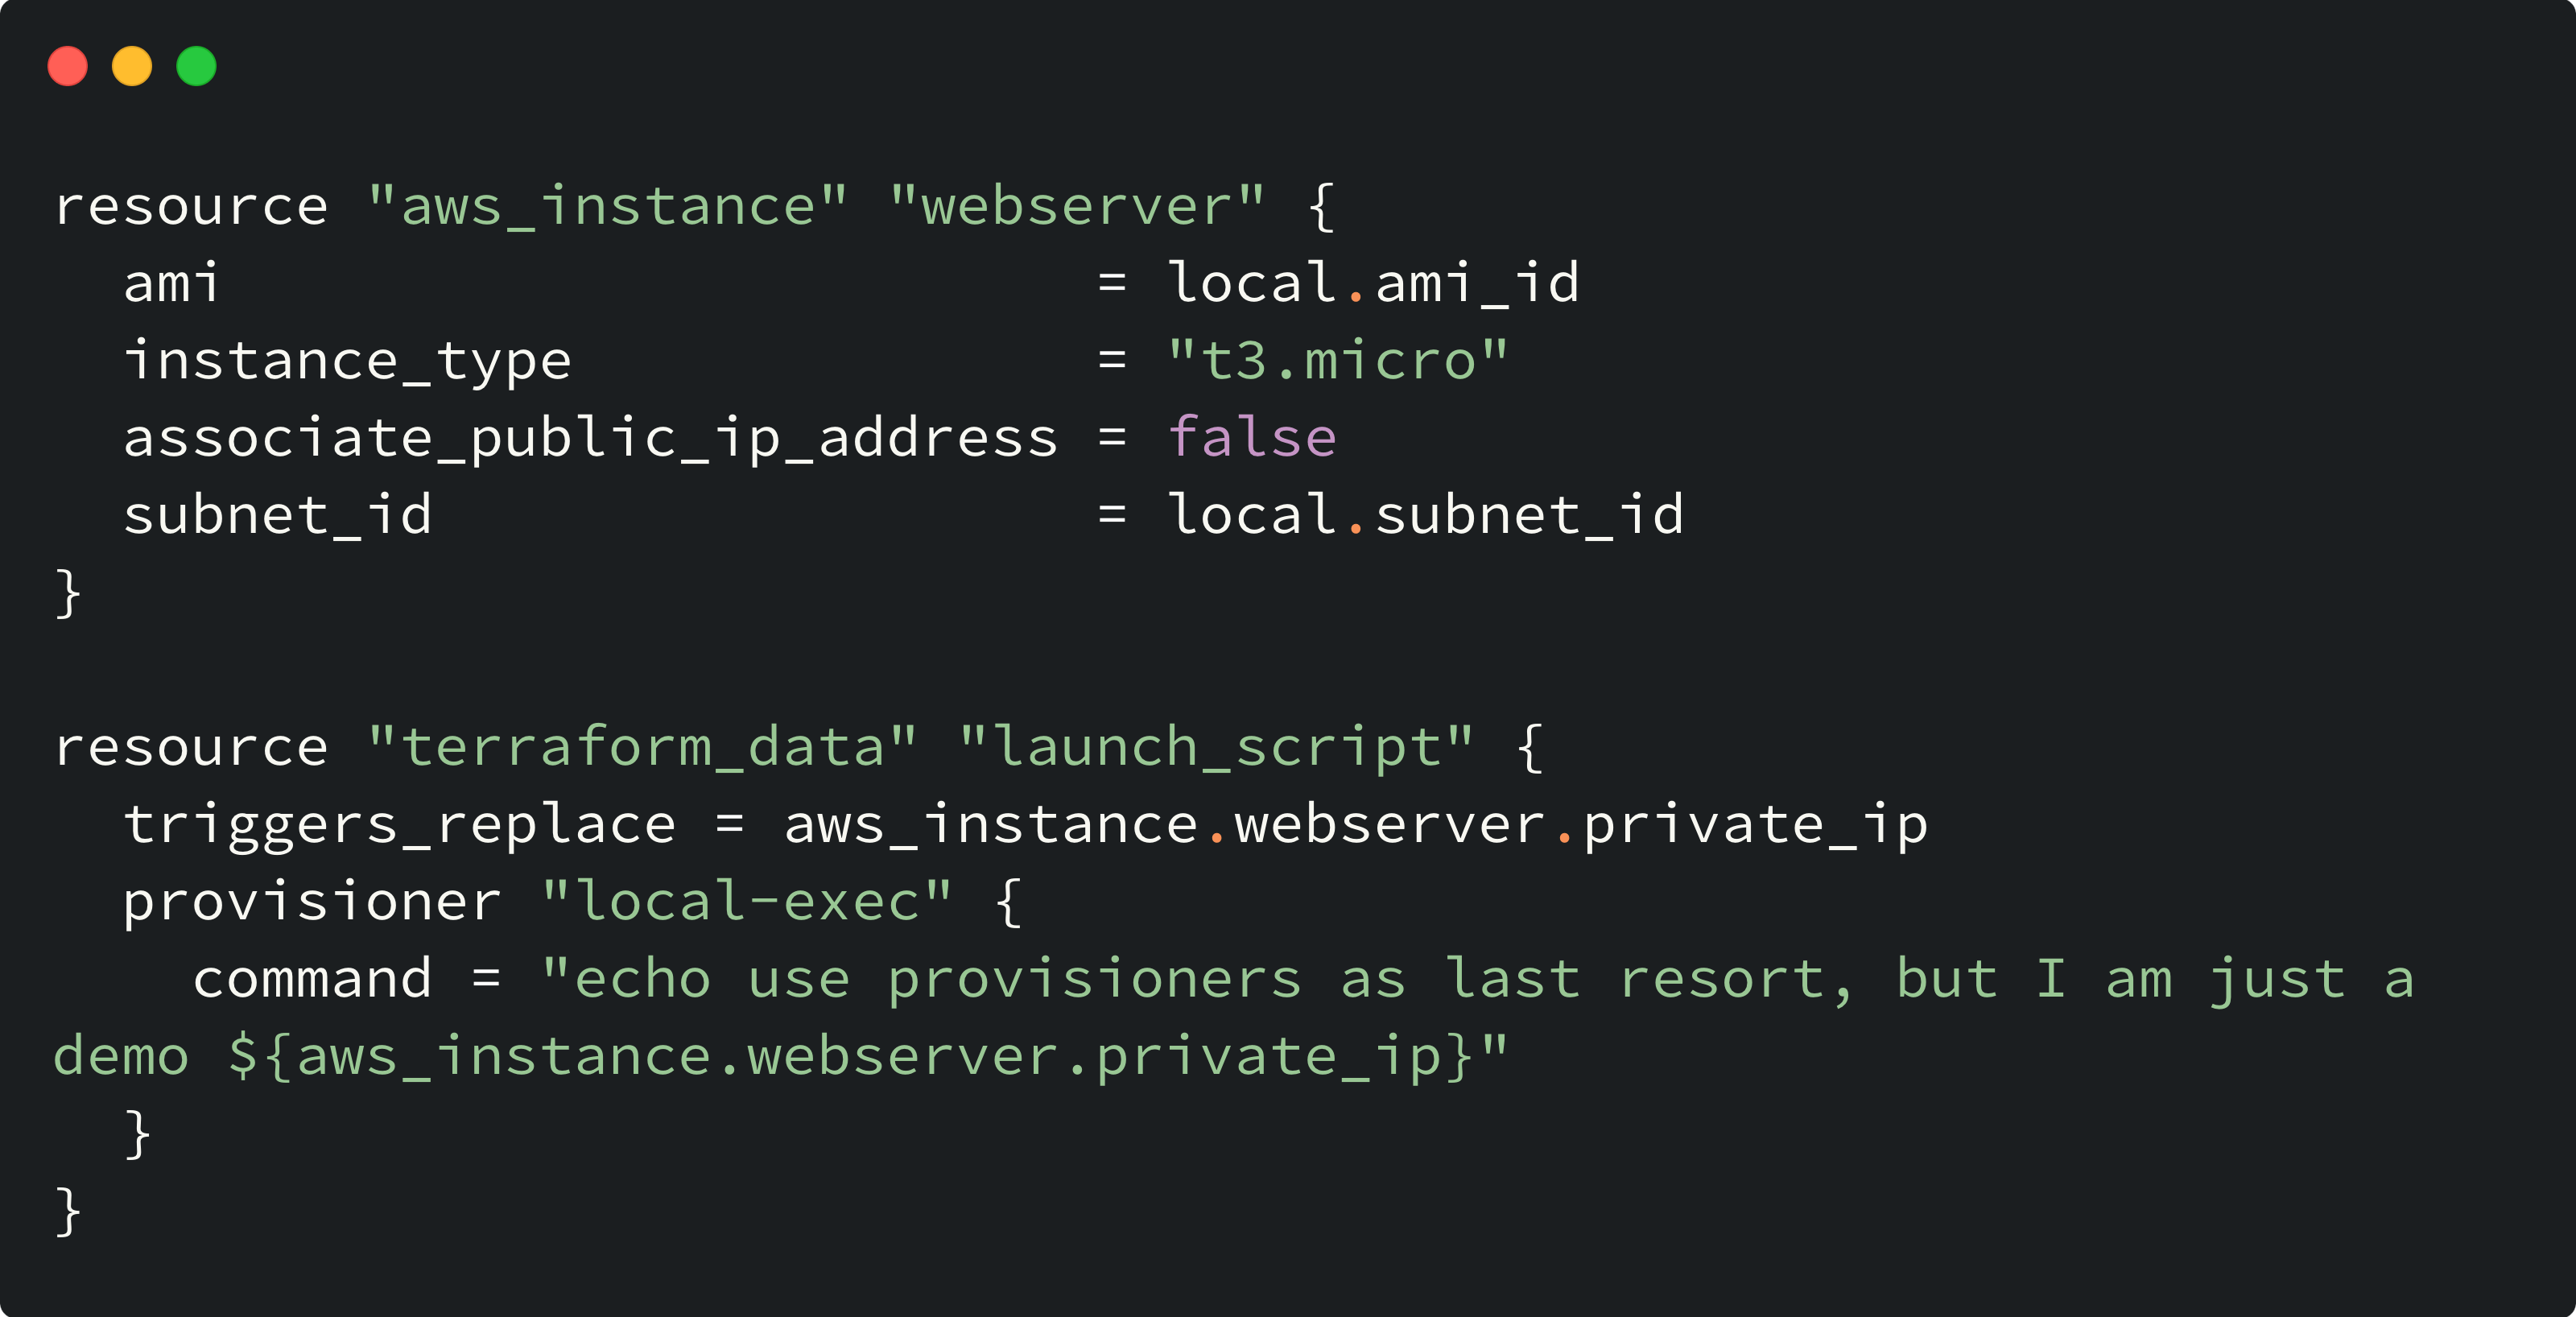 resource "aws_instance" "webserver" {
  ami                         = local.ami_id
  instance_type               = "t3.micro"
  associate_public_ip_address = false
  subnet_id                   = local.subnet_id
}

resource "terraform_data" "launch_script" {
  triggers_replace = aws_instance.webserver.private_ip
  provisioner "local-exec" {
    command = "echo use provisioners as last resort, but I am just a
demo ${aws_instance.webserver.private_ip}"
  }
}